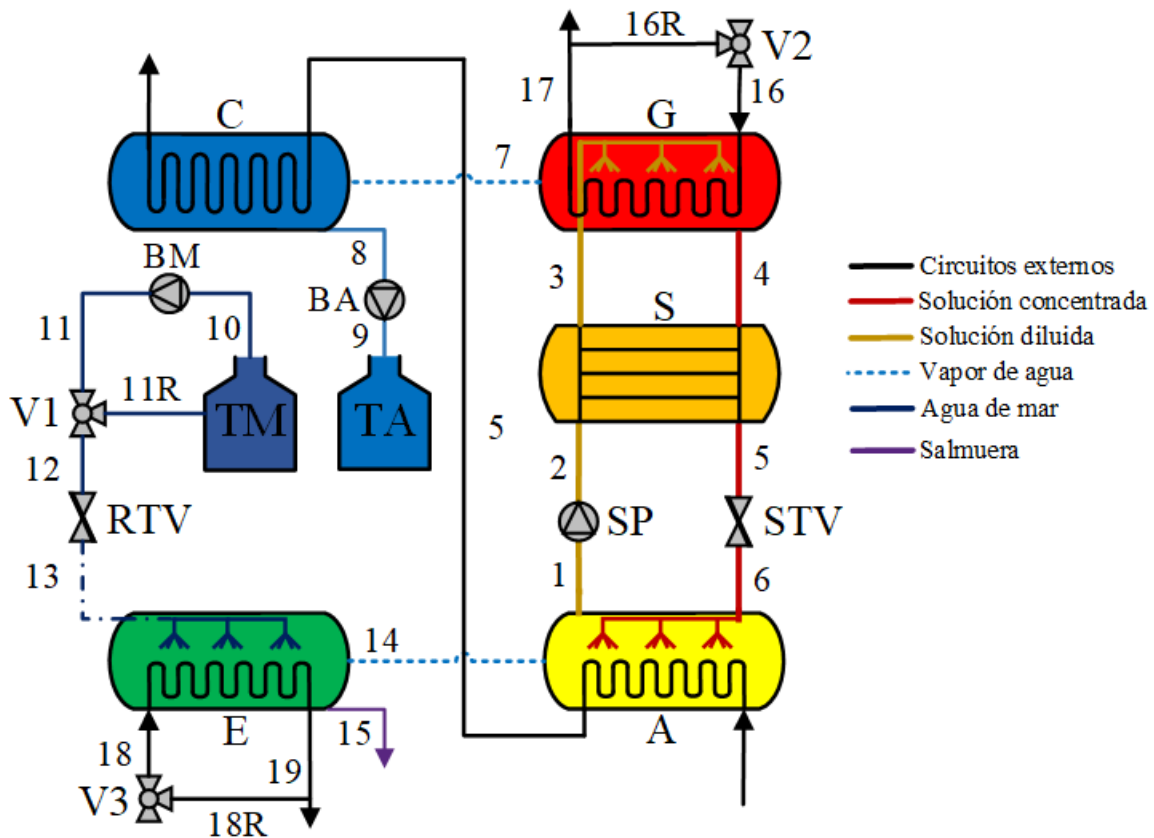 16R
V2
C
17
16
G
7
BM
8
3
4
Circuitos externos
BA
S
Solución concentrada
11
10
9
Solución diluida
11R
Vapor de agua
V1
TM
TA
5
Agua de mar
12
2
5
Salmuera
RTV
SP
STV
13
1
6
14
E
15
A
18
19
V3
18R